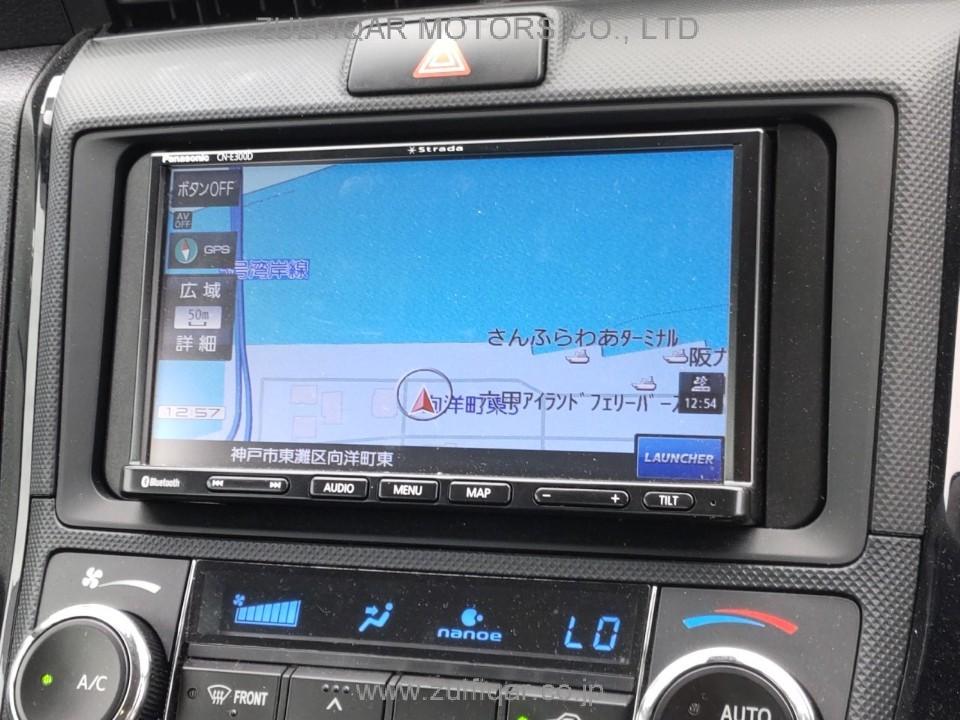 ZULFIQAR MOTORS CO., LTD
Panasonic CN-E300D
Strada
ボタンOFF
AV OFF
GPS
号湾岸線
広域
50m
詳細
さんふらわあターミナル
阪
向洋町東
アイランドフェリーバース
12:54
12:57
神戸市東灘区向洋町東
LAUNCHER
Bluetooth
AUDIO
MENU
MAP
− +
TILT
nanoe
LO
A/C
FRONT
AUTO
www.zulfiqar.co.jp